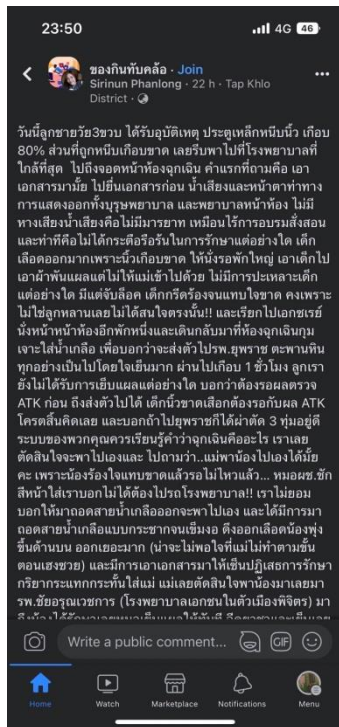 23:50
4G 46
ของกินทับคล้อ · Join
Sirinun Phanlong · 22 h · Tap Khlo
District ·
วันนี้ลูกชายวัย3ขวบ ได้รับอุบัติเหตุ ประตูเหล็กหนีบนิ้ว เกือบ
80% ส่วนที่ถูกหนีบเกือบขาด เลยรีบพาไปที่โรงพยาบาลที่
ใกล้ที่สุด ไปถึงจอดหน้าห้องฉุกเฉิน คำแรกที่ถามคือ เอา
เอกสารมามั้ย ไปยื่นเอกสารก่อน น้ำเสียงและหน้าตาท่าทาง
การแสดงออกทั้งบุรุษพยาบาล และพยาบาลหน้าห้อง ไม่มี
หางเสียงน้ำเสียงคือไม่มีมารยาท เหมือนไร้การอบรมสั่งสอน
และท่าทีคือไม่ได้กระตือรือร้นในการรักษาแต่อย่างใด เด็ก
เลือดออกมากเพราะนิ้วเกือบขาด ให้นั่งรอพักใหญ่ เอาเด็กไป
เอาผ้าพันแผลแต่ไม่ให้แม่เข้าไปด้วย ไม่มีการปะเหลาะเด็ก
แต่อย่างใด มีแต่จับล็อค เด็กกรีดร้องจนแทบใจขาด คงเพราะ
ไม่ใช่ลูกหลานเลยไม่ได้สนใจตรงนั้น!! และเรียกไปเอกซเรย์
นั่งหน้าหน้าห้องอีกพักหนึ่งและเดินกลับมาที่ห้องฉุกเฉินกุม
เจาะใส่น้ำเกลือ เพื่อบอกว่าจะส่งตัวไปรพ.ยุพราช ตะพานหิน
ทุกอย่างเป็นไปโดยใจเย็นมาก ผ่านไปเกือบ 1 ชั่วโมง ลูกเรา
ยังไม่ได้รับการเย็บแผลแต่อย่างใด บอกว่าต้องรอผลตรวจ
ATK ก่อน ถึงส่งตัวไปได้ เด็กนิ้วขาดเลือดต้องรอกับผล ATK
โครตสิ้นคิดเลย และบอกถ้าไปยุพราชก็ได้ผ่าตัด 3 ทุ่มอยู่ดี
ระบบของพวกคุณควรเรียนรู้คำว่าฉุกเฉินคืออะไร เราเลย
ตัดสินใจจะพาไปเองและ ไปถามว่า..แม่พาน้องไปเองได้มั้ย
คะ เพราะน้องร้องใจแทบขาดแล้วรอไม่ไหวแล้ว... หมอผช.ชัก
สีหน้าใส่เราบอกไม่ได้ต้องไปรถโรงพยาบาล!! เราไม่ยอม
บอกให้มาถอดสายน้ำเกลือออกจะพาไปเอง และได้มีการมา
ถอดสายน้ำเกลือแบบกระชากจนเข็มงอ ดึงออกเลือดน้องพุ่ง
ขึ้นด้านบน ออกเยอะมาก (น่าจะไม่พอใจที่แม่ไม่ทำตามขั้น
ตอนเฮงซวย) และมีการเอาเอกสารมาให้เซ็นปฏิเสธการรักษา
กริยากระแทกกระทั้นใส่แม่ แม่เลยตัดสินใจพาน้องมาเลยมา
รพ.ชัยอรุณเวชการ (โรงพยาบาลเอกชนในตัวเมืองพิจิตร) มา
Write a public comment...
GIF
Home
Watch
Marketplace
Notifications
Menu